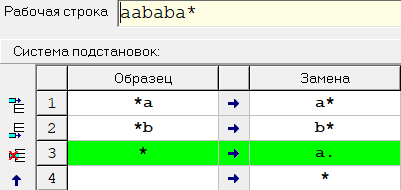 Рабочая строка aababa*
Система подстановок:
Образец Замена
1 *a → a*
2 *b → b*
3 * → a.
4 → *